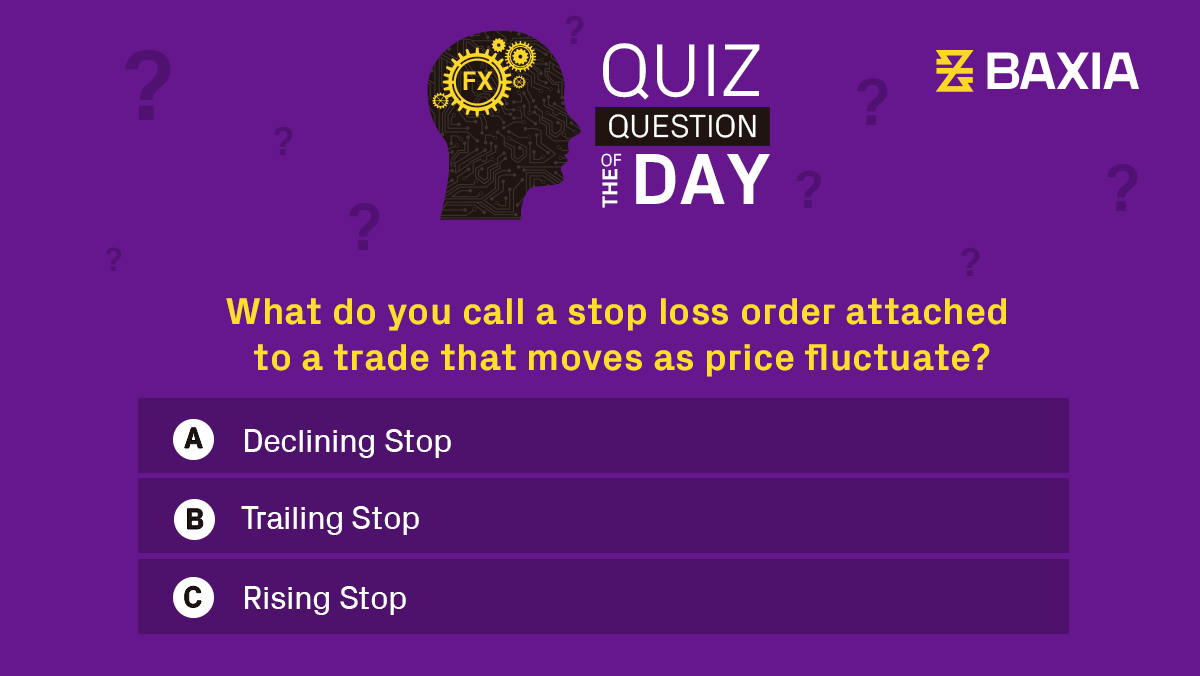 FX
QUIZ
QUESTION
OF THE DAY
BAXIA
What do you call a stop loss order attached
to a trade that moves as price fluctuate?
A Declining Stop
B Trailing Stop
C Rising Stop